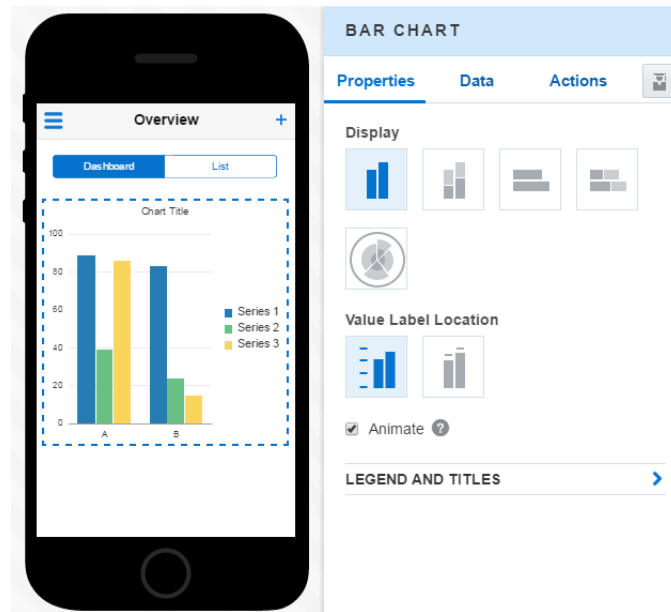 Overview
+
Dashboard
List
Chart Title
100
80
60
40
20
0
A
B
Series 1
Series 2
Series 3
BAR CHART
Properties
Data
Actions
Display
Value Label Location
Animate ?
LEGEND AND TITLES